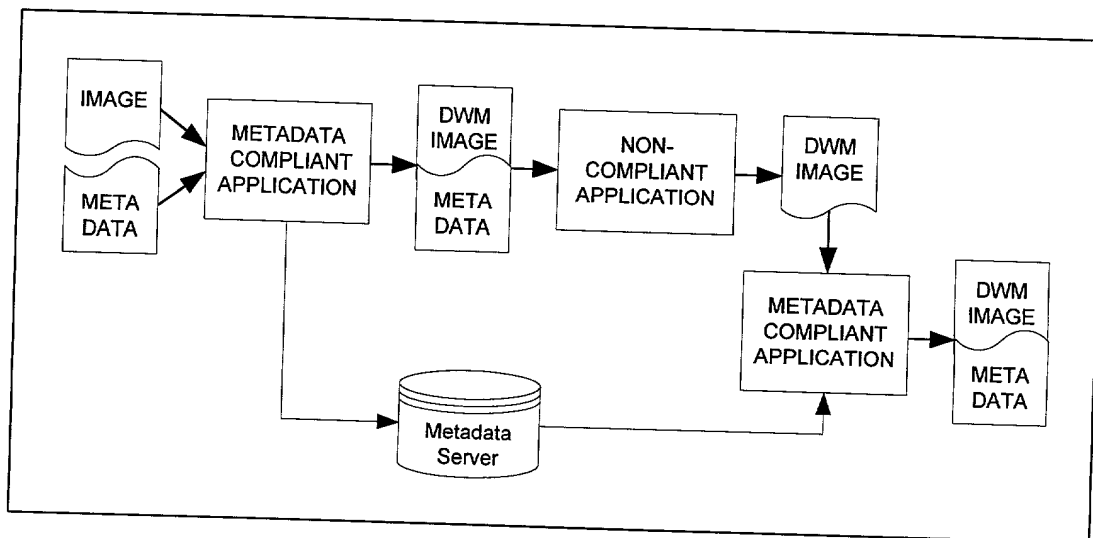 IMAGE
META
DATA
METADATA
COMPLIANT
APPLICATION
DWM
IMAGE
META
DATA
NON-
COMPLIANT
APPLICATION
DWM
IMAGE
METADATA
COMPLIANT
APPLICATION
DWM
IMAGE
META
DATA
Metadata
Server